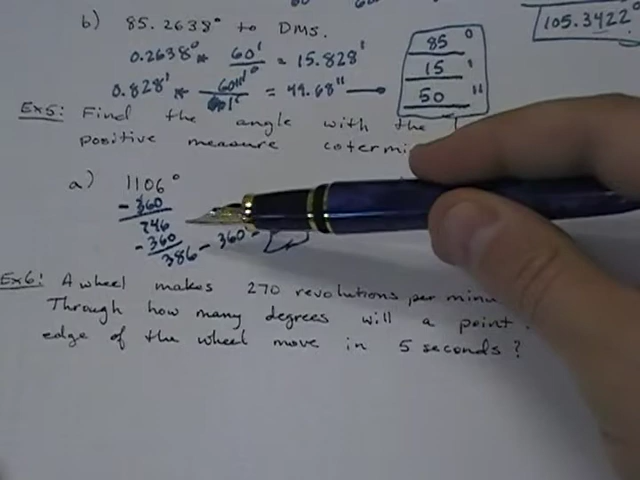 b) 85.2638° to DMS.
0.2638° * 60' = 15.828'
0.828' * 60'' / 1' = 49.68''
85°
15'
50''
105.3422°
Ex5: Find the angle with the
positive measure cotermi
a) 1106°
- 360
746
- 360
386 - 360°
Ex6: A wheel makes 270 revolutions per minu
Through how many degrees will a point
edge of the wheel move in 5 seconds?